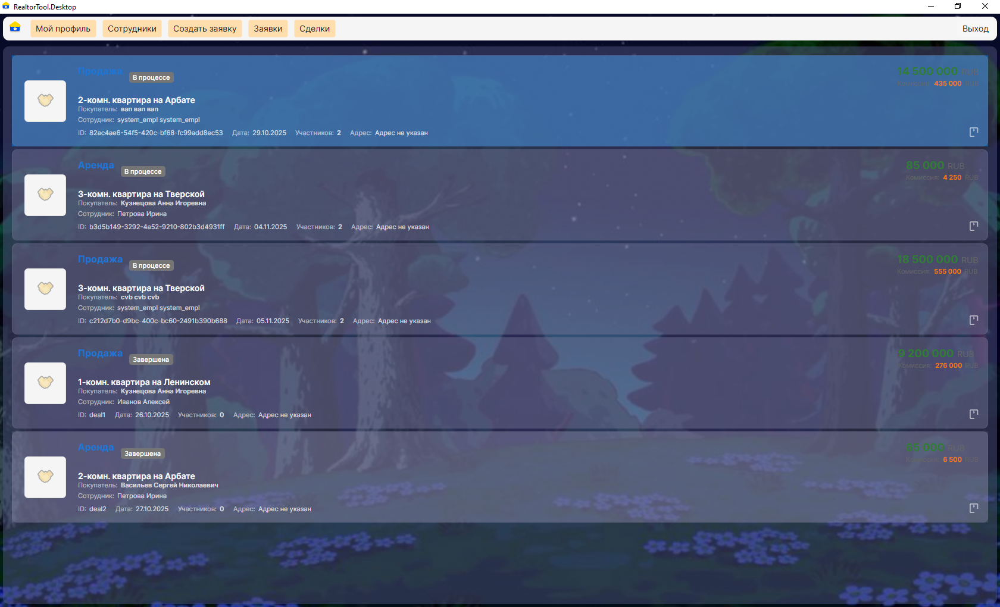 RealtorTool.Desktop
Мой профиль Сотрудники Создать заявку Заявки Сделки Выход
Продажа В процессе 14 500 000 RUB
Комиссия: 435 000 RUB
2-комн. квартира на Арбате
Покупатель: вап вап вап
Сотрудник: system_empl system_empl
ID: 82ac4ae6-54f5-420c-bf68-fc99add8ec53 Дата: 29.10.2025 Участников: 2 Адрес: Адрес не указан
Аренда В процессе 85 000 RUB
Комиссия: 4 250 RUB
3-комн. квартира на Тверской
Покупатель: Кузнецова Анна Игоревна
Сотрудник: Петрова Ирина
ID: b3d5b149-3292-4a52-9210-802b3d4931ff Дата: 04.11.2025 Участников: 2 Адрес: Адрес не указан
Продажа В процессе 18 500 000 RUB
Комиссия: 555 000 RUB
3-комн. квартира на Тверской
Покупатель: cvb cvb cvb
Сотрудник: system_empl system_empl
ID: c212d7b0-d9bc-400c-bc60-2491b390b688 Дата: 05.11.2025 Участников: 2 Адрес: Адрес не указан
Продажа Завершена 9 200 000 RUB
Комиссия: 276 000 RUB
1-комн. квартира на Ленинском
Покупатель: Кузнецова Анна Игоревна
Сотрудник: Иванов Алексей
ID: deal1 Дата: 26.10.2025 Участников: 0 Адрес: Адрес не указан
Аренда Завершена 65 000 RUB
Комиссия: 6 500 RUB
2-комн. квартира на Арбате
Покупатель: Васильев Сергей Николаевич
Сотрудник: Петрова Ирина
ID: deal2 Дата: 27.10.2025 Участников: 0 Адрес: Адрес не указан